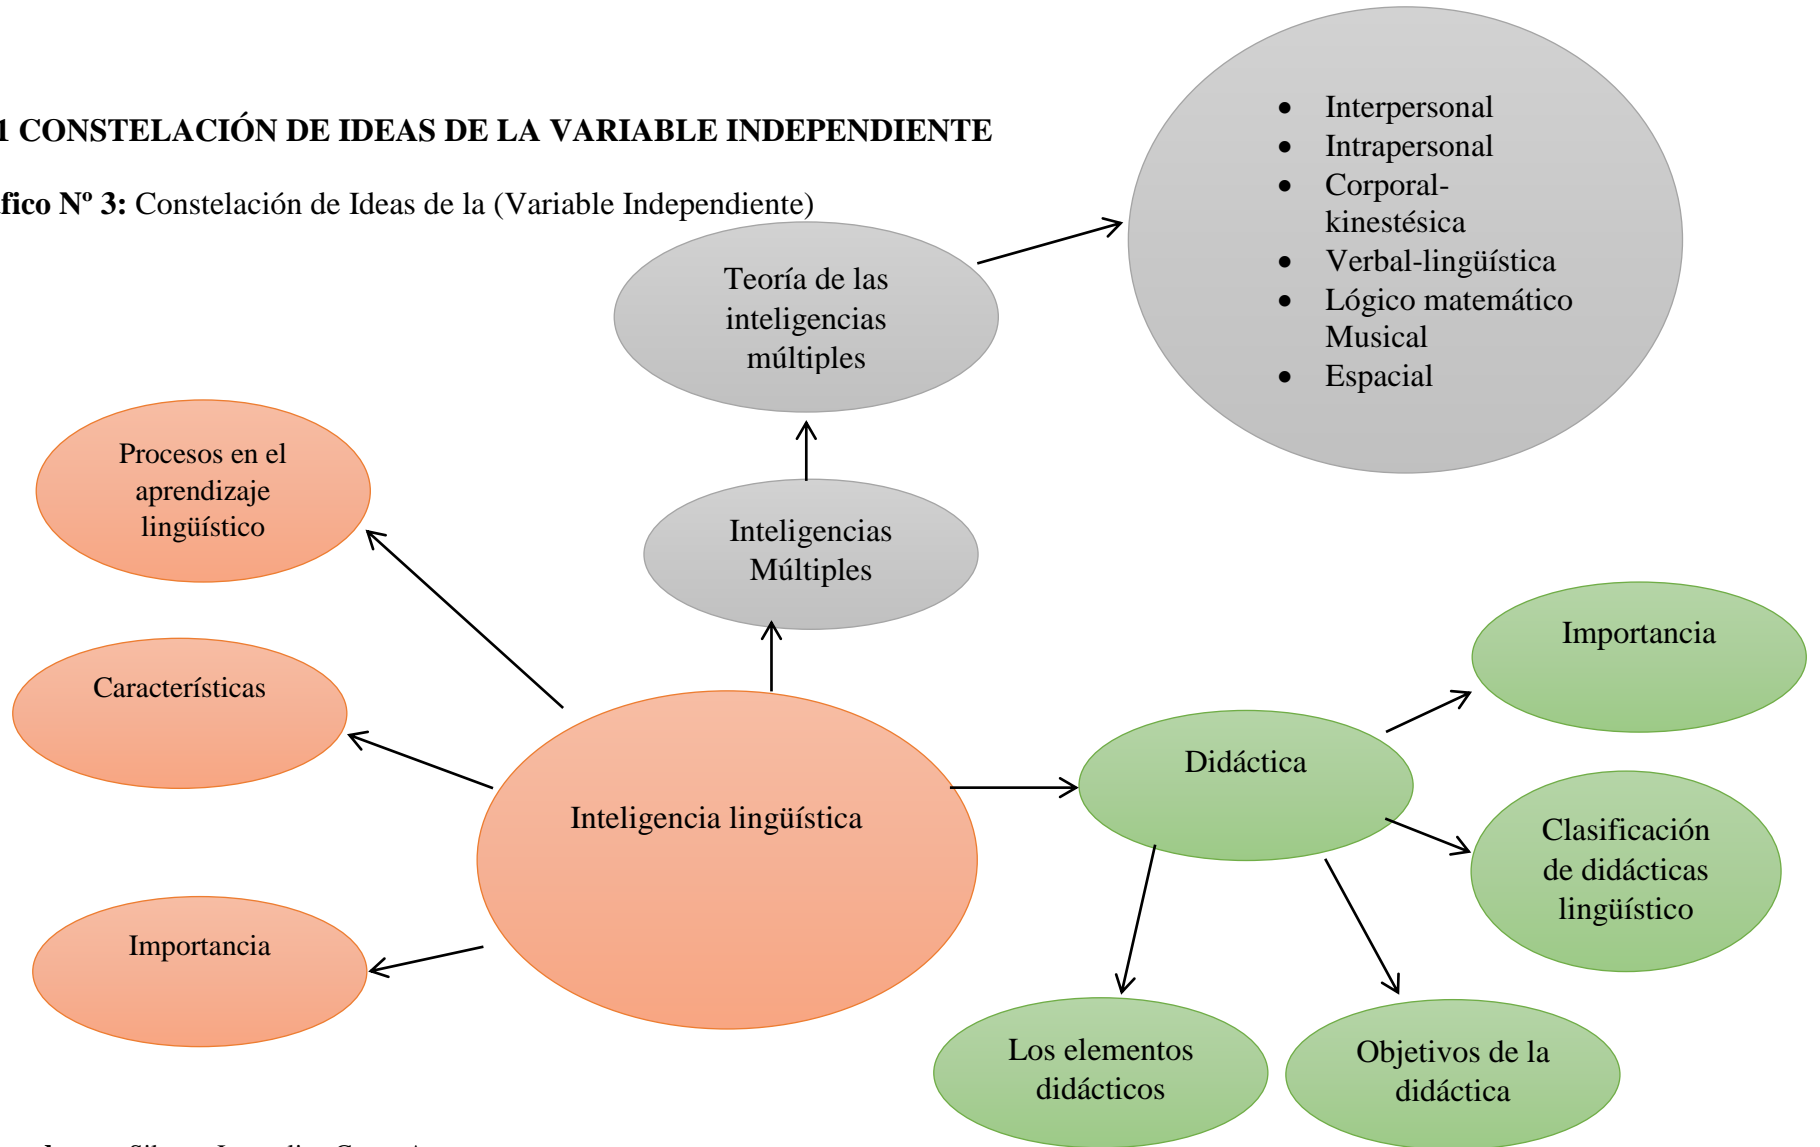 1 CONSTELACIÓN DE IDEAS DE LA VARIABLE INDEPENDIENTE
fico Nº 3: Constelación de Ideas de la (Variable Independiente)
• Interpersonal
• Intrapersonal
• Corporal-
kinestésica
• Verbal-lingüística
• Lógico matemático
Musical
• Espacial
Teoría de las
inteligencias
múltiples
Inteligencias
Múltiples
Procesos en el
aprendizaje
lingüístico
Características
Importancia
Inteligencia lingüística
Didáctica
Importancia
Clasificación
de didácticas
lingüístico
Los elementos
didácticos
Objetivos de la
didáctica